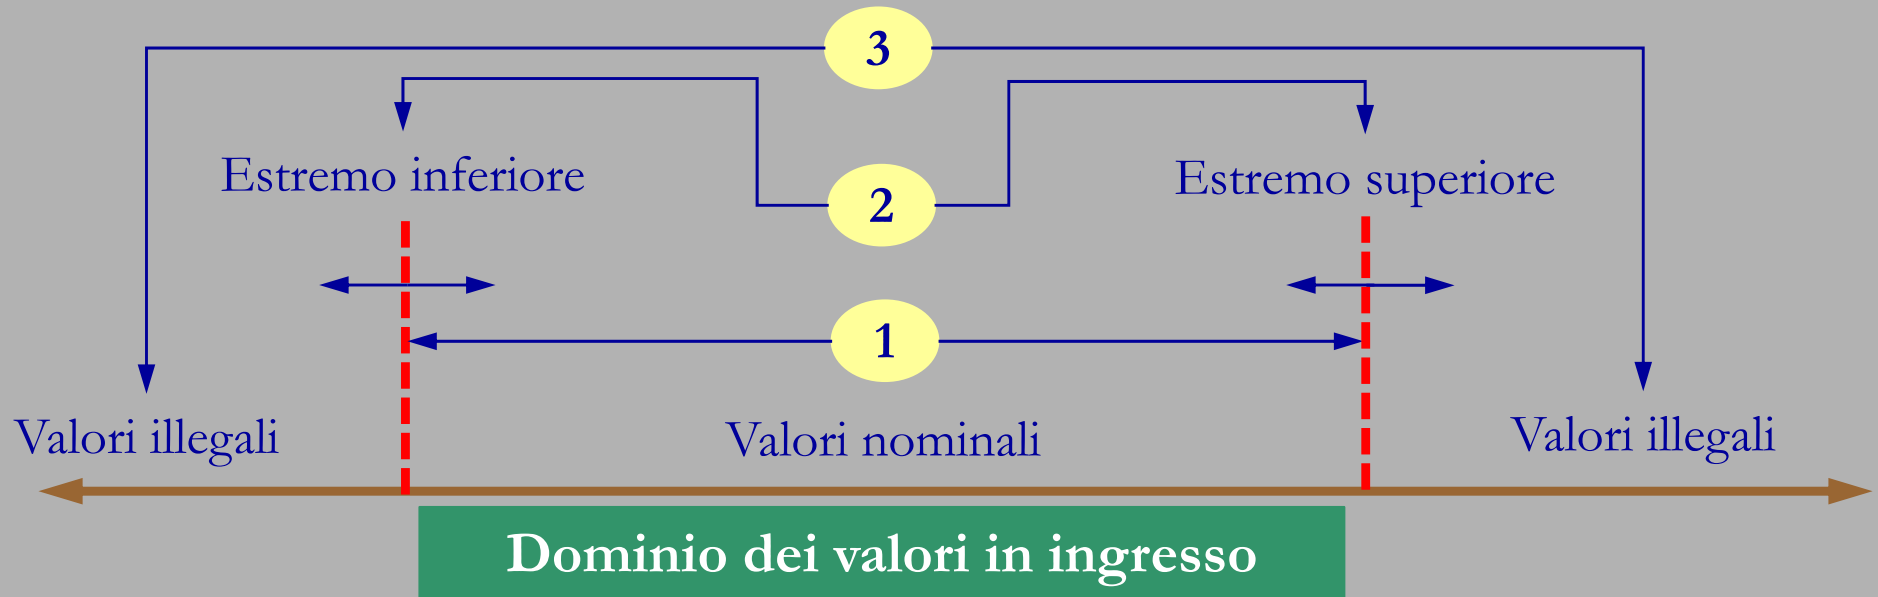 3
Estremo inferiore
Estremo superiore
2
1
Valori illegali
Valori nominali
Valori illegali
Dominio dei valori in ingresso